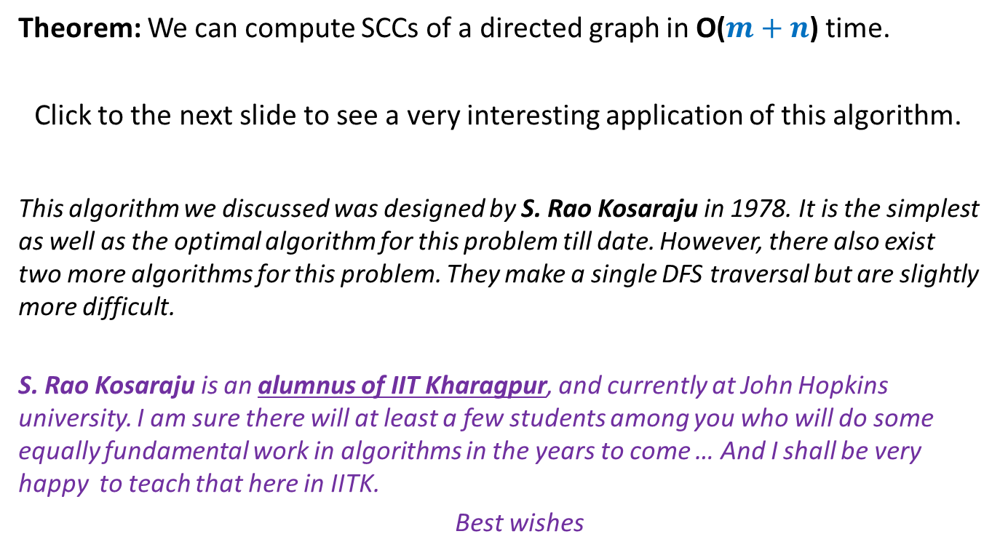 Theorem: We can compute SCCs of a directed graph in O(m + n) time.
Click to the next slide to see a very interesting application of this algorithm.
This algorithm we discussed was designed by S. Rao Kosaraju in 1978. It is the simplest
as well as the optimal algorithm for this problem till date. However, there also exist
two more algorithms for this problem. They make a single DFS traversal but are slightly
more difficult.
S. Rao Kosaraju is an alumnus of IIT Kharagpur, and currently at John Hopkins
university. I am sure there will at least a few students among you who will do some
equally fundamental work in algorithms in the years to come … And I shall be very
happy  to teach that here in IITK.
Best wishes